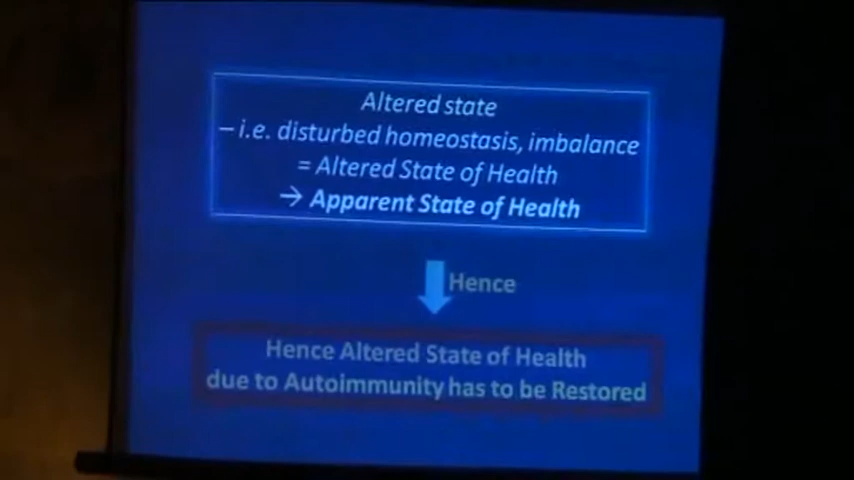 Altered state
– i.e. disturbed homeostasis, imbalance
= Altered State of Health
→ Apparent State of Health
Hence
Hence Altered State of Health
due to Autoimmunity has to be Restored